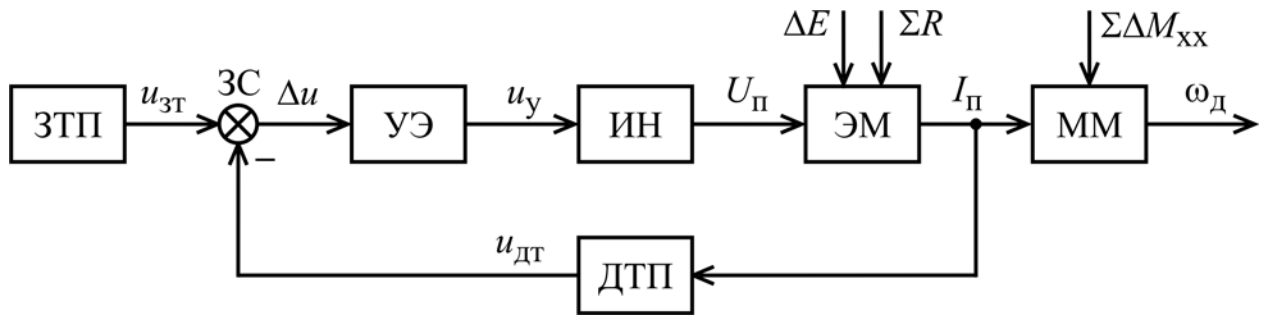 ΔE ΣR ΣΔMхх
ЗС
uзт Δu uу Uп Iп ωд
ЗТП УЭ ИН ЭМ ММ
−
uдт
ДТП